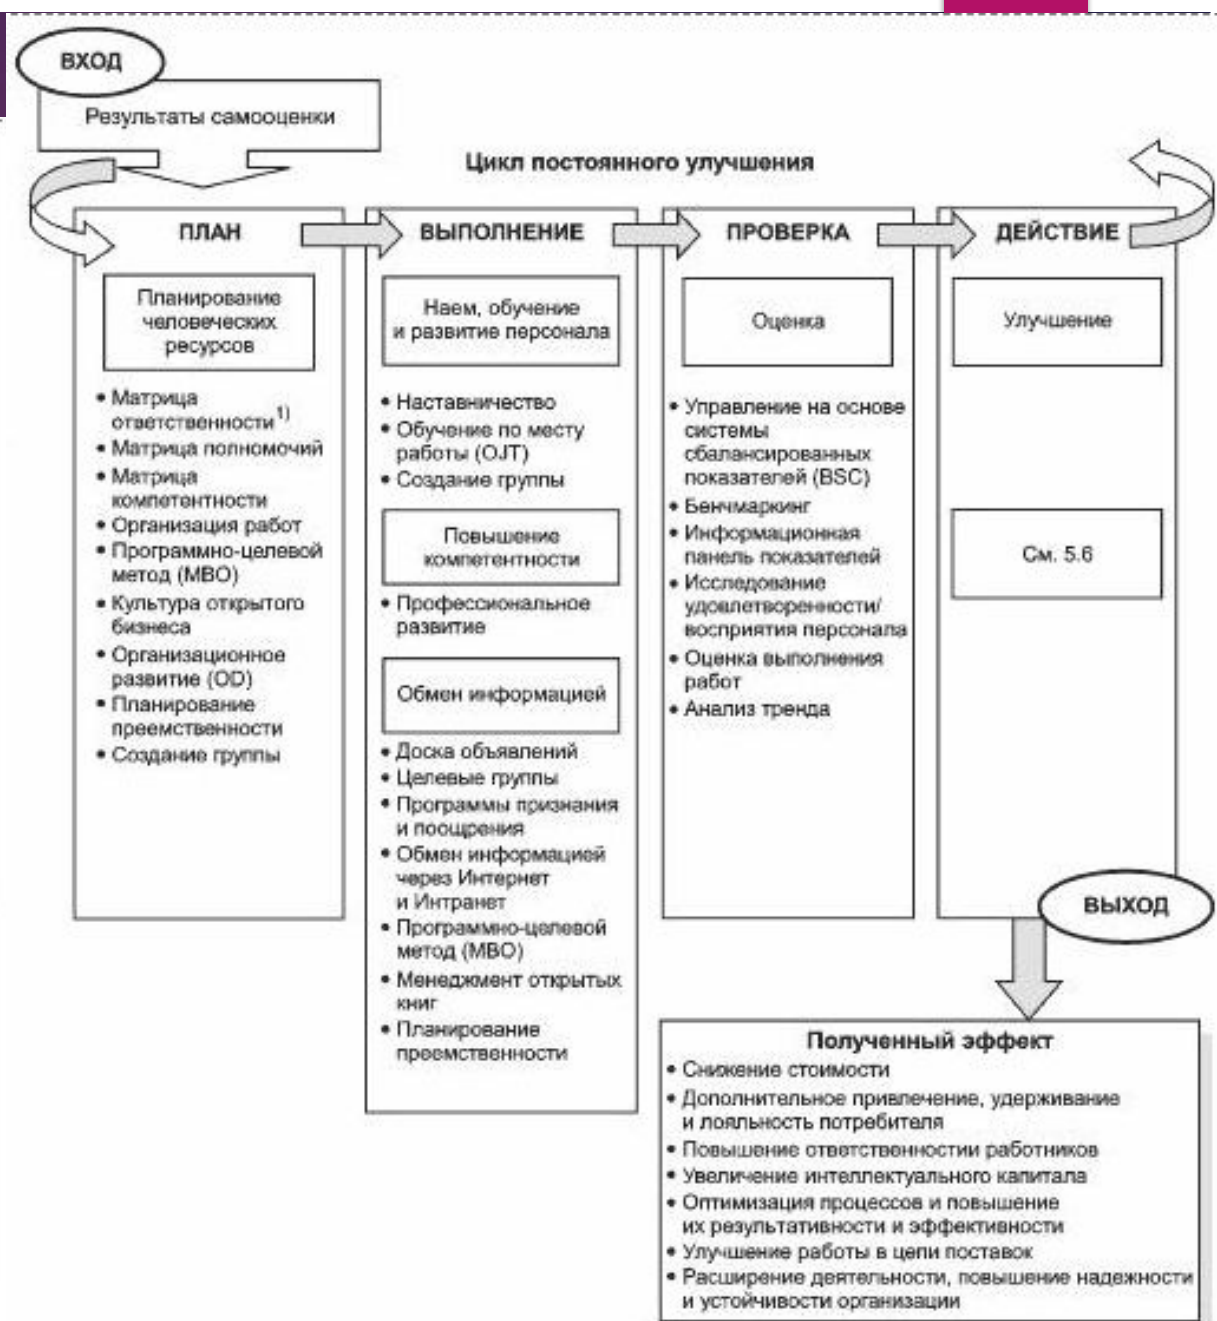 ВХОД
Результаты самооценки
Цикл постоянного улучшения
ПЛАН
Планирование
человеческих
ресурсов
• Матрица
ответственности1)
• Матрица полномочий
• Матрица
компетентности
• Организация работ
• Программно-целевой
метод (МВО)
• Культура открытого
бизнеса
• Организационное
развитие (OD)
• Планирование
преемственности
• Создание группы
ВЫПОЛНЕНИЕ
Наем, обучение
и развитие персонала
• Наставничество
• Обучение по месту
работы (OJT)
• Создание группы
Повышение
компетентности
• Профессиональное
развитие
Обмен информацией
• Доска объявлений
• Целевые группы
• Программы признания
и поощрения
• Обмен информацией
через Интернет
и Интранет
• Программно-целевой
метод (МВО)
• Менеджмент открытых
книг
• Планирование
преемственности
ПРОВЕРКА
Оценка
• Управление на основе
системы
сбалансированных
показателей (BSC)
• Бенчмаркинг
• Информационная
панель показателей
• Исследование
удовлетворенности/
восприятия персонала
• Оценка выполнения
работ
• Анализ тренда
ДЕЙСТВИЕ
Улучшение
См. 5.6
ВЫХОД
Полученный эффект
• Снижение стоимости
• Дополнительное привлечение, удерживание
и лояльность потребителя
• Повышение ответственностии работников
• Увеличение интеллектуального капитала
• Оптимизация процессов и повышение
их результативности и эффективности
• Улучшение работы в цепи поставок
• Расширение деятельности, повышение надежности
и устойчивости организации